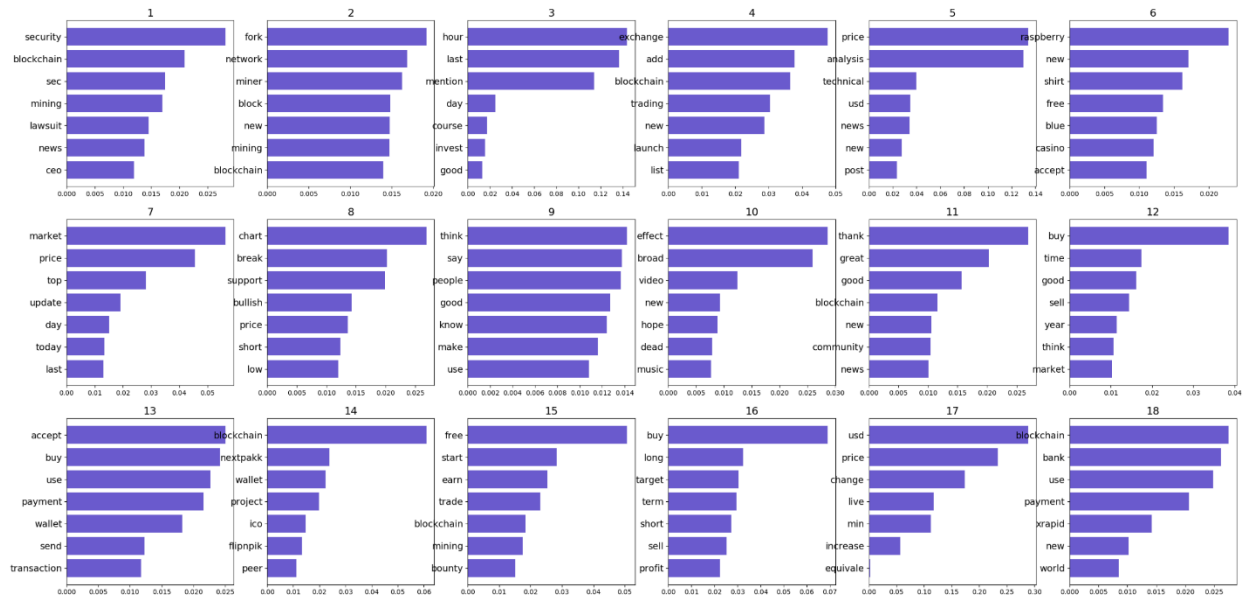 1 2 3 4 5 6
security fork hour exchange price raspberry
blockchain network last add analysis new
sec miner mention blockchain technical shirt
mining block day trading usd free
lawsuit new course new news blue
news mining invest launch new casino
ceo blockchain good list post accept
0.000 0.005 0.010 0.015 0.020 0.025 0.000 0.005 0.010 0.015 0.020 0.00 0.02 0.04 0.06 0.08 0.10 0.12 0.14 0.00 0.01 0.02 0.03 0.04 0.05 0.00 0.02 0.04 0.06 0.08 0.10 0.12 0.14 0.000 0.005 0.010 0.015 0.020
7 8 9 10 11 12
market chart think effect thank buy
price break say broad great time
top support people video good good
update bullish good new blockchain sell
day price know hope new year
today short make dead community think
last low use music news market
0.00 0.01 0.02 0.03 0.04 0.05 0.000 0.005 0.010 0.015 0.020 0.025 0.000 0.002 0.004 0.006 0.008 0.010 0.012 0.014 0.000 0.005 0.010 0.015 0.020 0.025 0.030 0.000 0.005 0.010 0.015 0.020 0.025 0.00 0.01 0.02 0.03 0.04
13 14 15 16 17 18
accept blockchain free buy usd blockchain
buy nextpakk start long price bank
use wallet earn target change use
payment project trade term live payment
wallet ico blockchain short min xrapid
send flipnpik mining sell increase new
transaction peer bounty profit equivale world
0.000 0.005 0.010 0.015 0.020 0.025 0.00 0.01 0.02 0.03 0.04 0.05 0.06 0.00 0.01 0.02 0.03 0.04 0.05 0.00 0.01 0.02 0.03 0.04 0.05 0.06 0.07 0.00 0.05 0.10 0.15 0.20 0.25 0.30 0.000 0.005 0.010 0.015 0.020 0.025